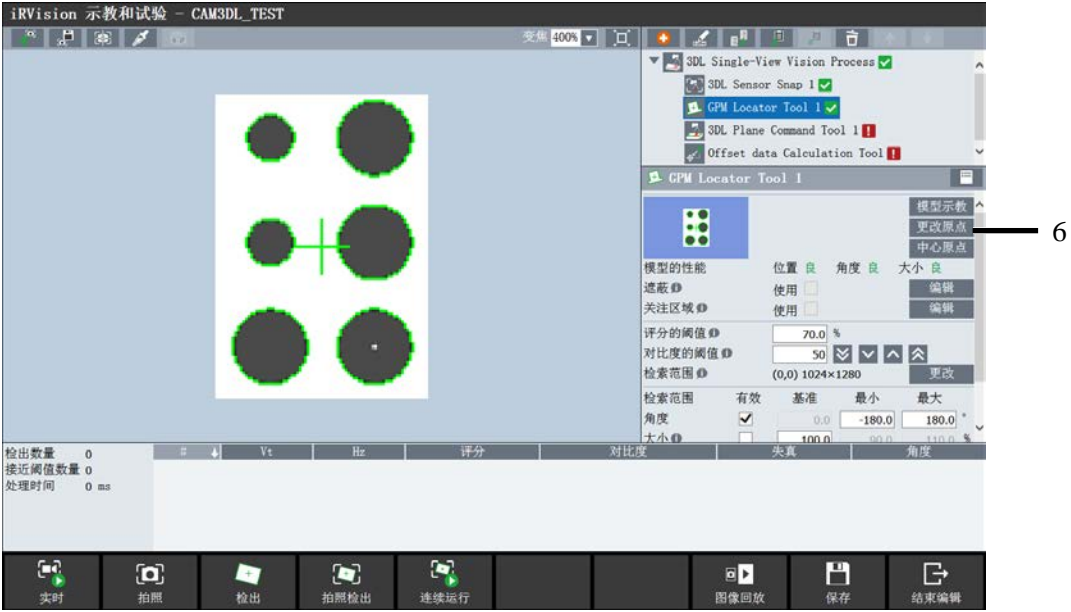 iRVision 示教和试验 - CAM3DL_TEST
变焦 400%
3DL Single-View Vision Process
3DL Sensor Snap 1
GPM Locator Tool 1
3DL Plane Command Tool 1
Offset data Calculation Tool
GPM Locator Tool 1
模型示教
更改原点
6
中心原点
模型的性能 位置 良 角度 良 大小 良
遮蔽 使用 编辑
关注区域 使用 编辑
评分的阈值 70.0 %
对比度的阈值 50
检索范围 (0,0) 1024×1280 更改
检索范围 有效 基准 最小 最大
角度 0.0 -180.0 180.0 °
大小 100.0 90.0 110.0 %
检出数量 0
接近阈值数量 0
处理时间 0 ms
# Vt Hz 评分 对比度 失真 角度
实时 拍照 检出 拍照检出 连续运行 图像回放 保存 结束编辑